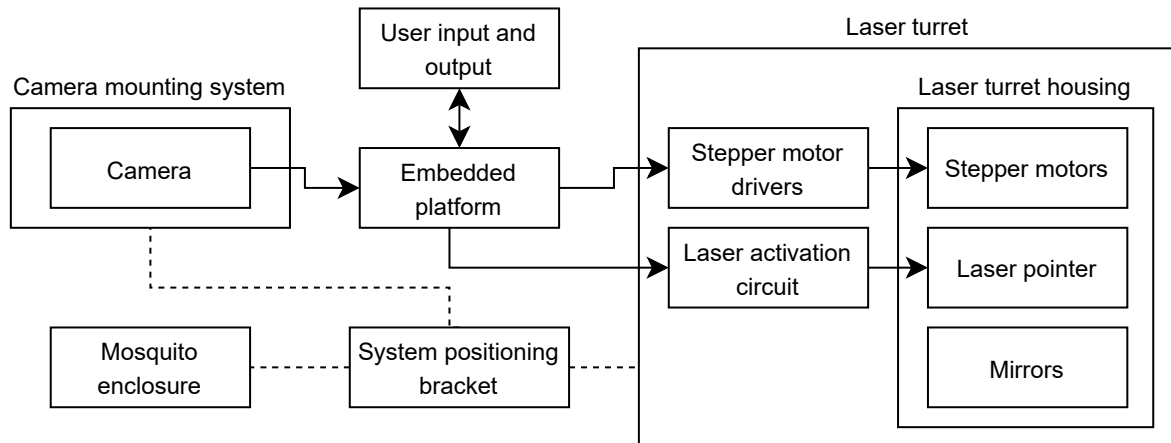 Laser turret
User input and
output
Camera mounting system
Laser turret housing
Camera
Embedded
platform
Stepper motor
drivers
Stepper motors
Laser activation
circuit
Laser pointer
Mosquito
enclosure
System positioning
bracket
Mirrors